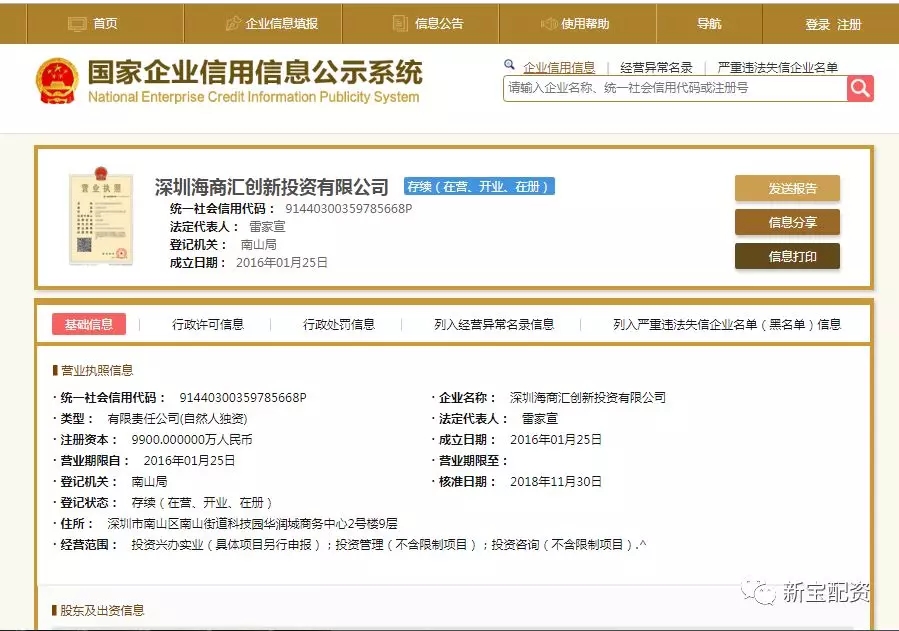 首页 企业信息填报 信息公告 使用帮助 导航 登录 注册
国家企业信用信息公示系统
National Enterprise Credit Information Publicity System
企业信用信息 | 经营异常名录 | 严重违法失信企业名单
请输入企业名称、统一社会信用代码或注册号
营业执照
深圳海商汇创新投资有限公司 存续（在营、开业、在册）
统一社会信用代码： 91440300359785668P
法定代表人： 雷家宣
登记机关： 南山局
成立日期： 2016年01月25日
发送报告
信息分享
信息打印
基础信息 | 行政许可信息 | 行政处罚信息 | 列入经营异常名录信息 | 列入严重违法失信企业名单（黑名单）信息
营业执照信息
· 统一社会信用代码： 91440300359785668P · 企业名称： 深圳海商汇创新投资有限公司
· 类型： 有限责任公司(自然人独资) · 法定代表人： 雷家宣
· 注册资本： 9900.000000万人民币 · 成立日期： 2016年01月25日
· 营业期限自： 2016年01月25日 · 营业期限至：
· 登记机关： 南山局 · 核准日期： 2018年11月30日
· 登记状态： 存续（在营、开业、在册）
· 住所： 深圳市南山区南山街道科技园华润城商务中心2号楼9层
· 经营范围： 投资兴办实业（具体项目另行申报）；投资管理（不含限制项目）；投资咨询（不含限制项目）.^
股东及出资信息
新宝配资